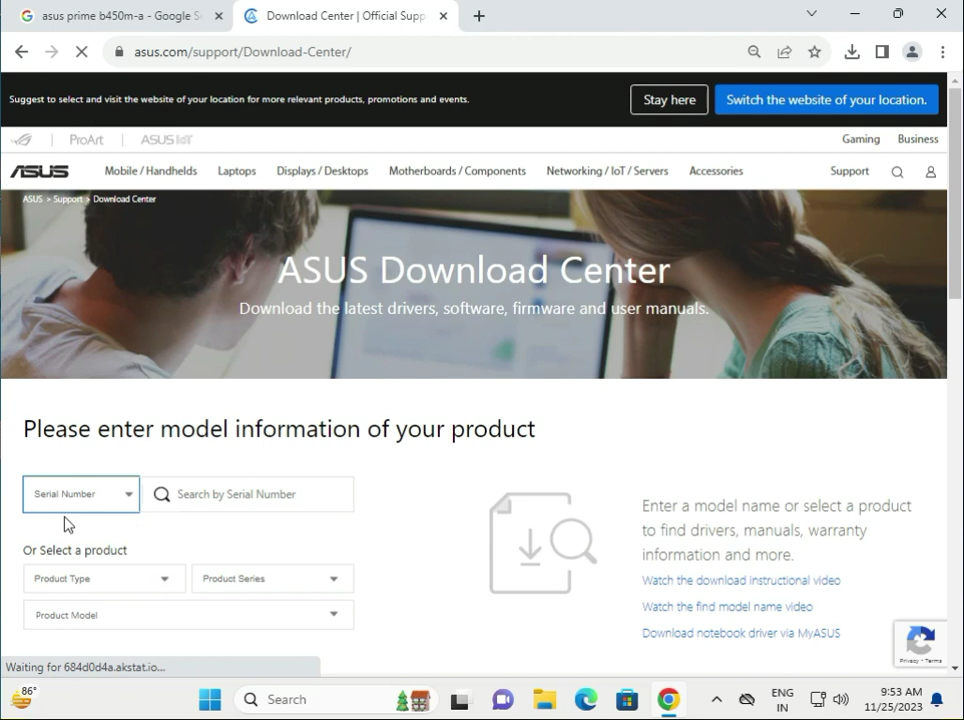 asus prime b450m-a - Google S
Download Center | Official Supp
asus.com/support/Download-Center/
Suggest to select and visit the website of your location for more relevant products, promotions and events.
Stay here
Switch the website of your location.
ProArt
ASUS IoT
Gaming
Business
ASUS
Mobile / Handhelds
Laptops
Displays / Desktops
Motherboards / Components
Networking / IoT / Servers
Accessories
Support
ASUS > Support > Download Center
ASUS Download Center
Download the latest drivers, software, firmware and user manuals.
Please enter model information of your product
Serial Number
Search by Serial Number
Or Select a product
Product Type
Product Series
Product Model
Enter a model name or select a product
to find drivers, manuals, warranty
information and more.
Watch the download instructional video
Watch the find model name video
Download notebook driver via MyASUS
Privacy - Terms
Waiting for 684d0d4a.akstat.io...
86°
Search
ENG
IN
9:53 AM
11/25/2023